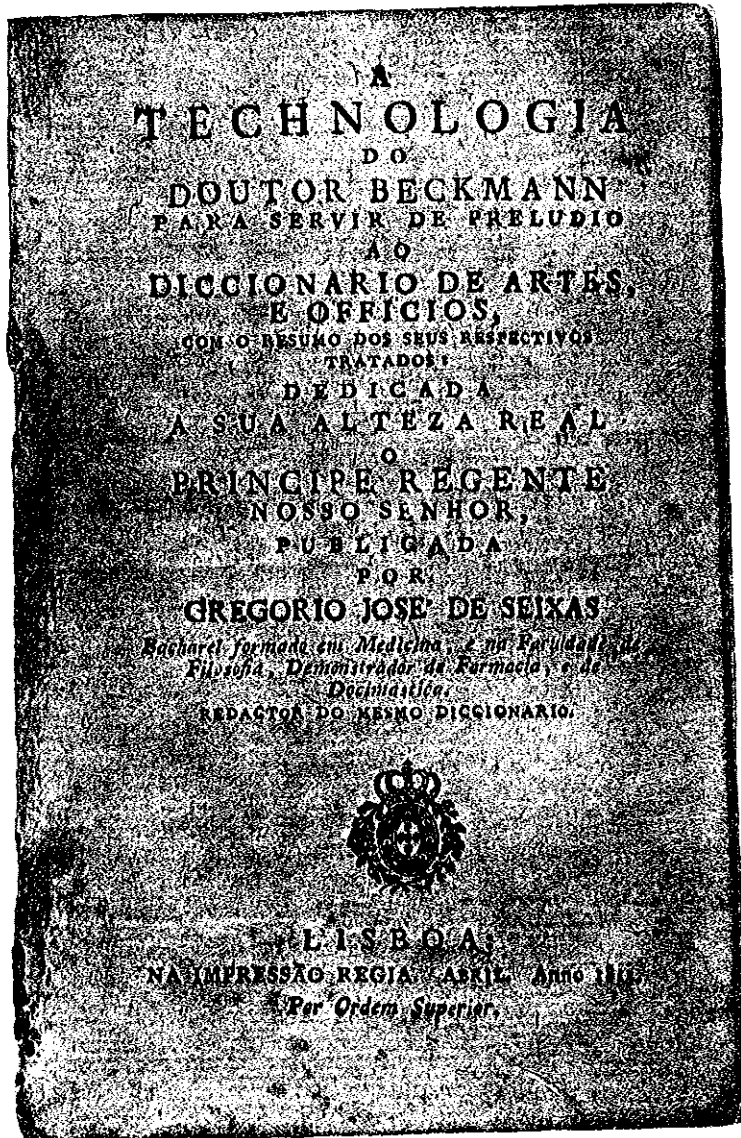 A
TECHNOLOGIA
DO
DOUTOR BECKMANN
PARA SERVIR DE PRELUDIO
AO
DICCIONARIO DE ARTES,
E OFFICIOS,
COM O RESUMO DOS SEUS RESPECTIVOS
TRATADOS:
DEDICADA
A SUA ALTEZA REAL
O
PRINCIPE REGENTE
NOSSO SENHOR,
PUBLICADA
POR
GREGORIO JOSE' DE SEIXAS
Bacharel formado em Medicina, e na Faculdade de
Filosofia, Demonstrador de Farmacia, e de
Docimastica.
REDACTOR DO MESMO DICCIONARIO.
LISBOA;
NA IMPRESSÃO REGIA. ABRIL. Anno
Por Ordem Superior.